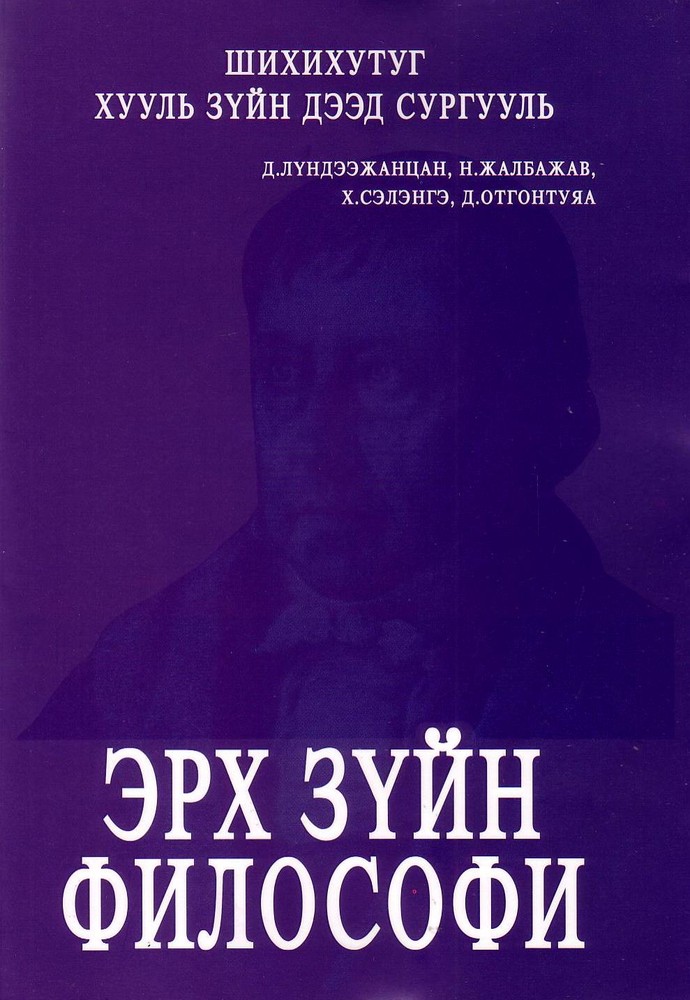 ШИХИХУТУГ
ХУУЛЬ ЗҮЙН ДЭЭД СУРГУУЛЬ
Д.ЛҮНДЭЭЖАНЦАН, Н.ЖАЛБАЖАВ,
Х.СЭЛЭНГЭ, Д.ОТГОНТУЯА
ЭРХ ЗҮЙН
ФИЛОСОФИ